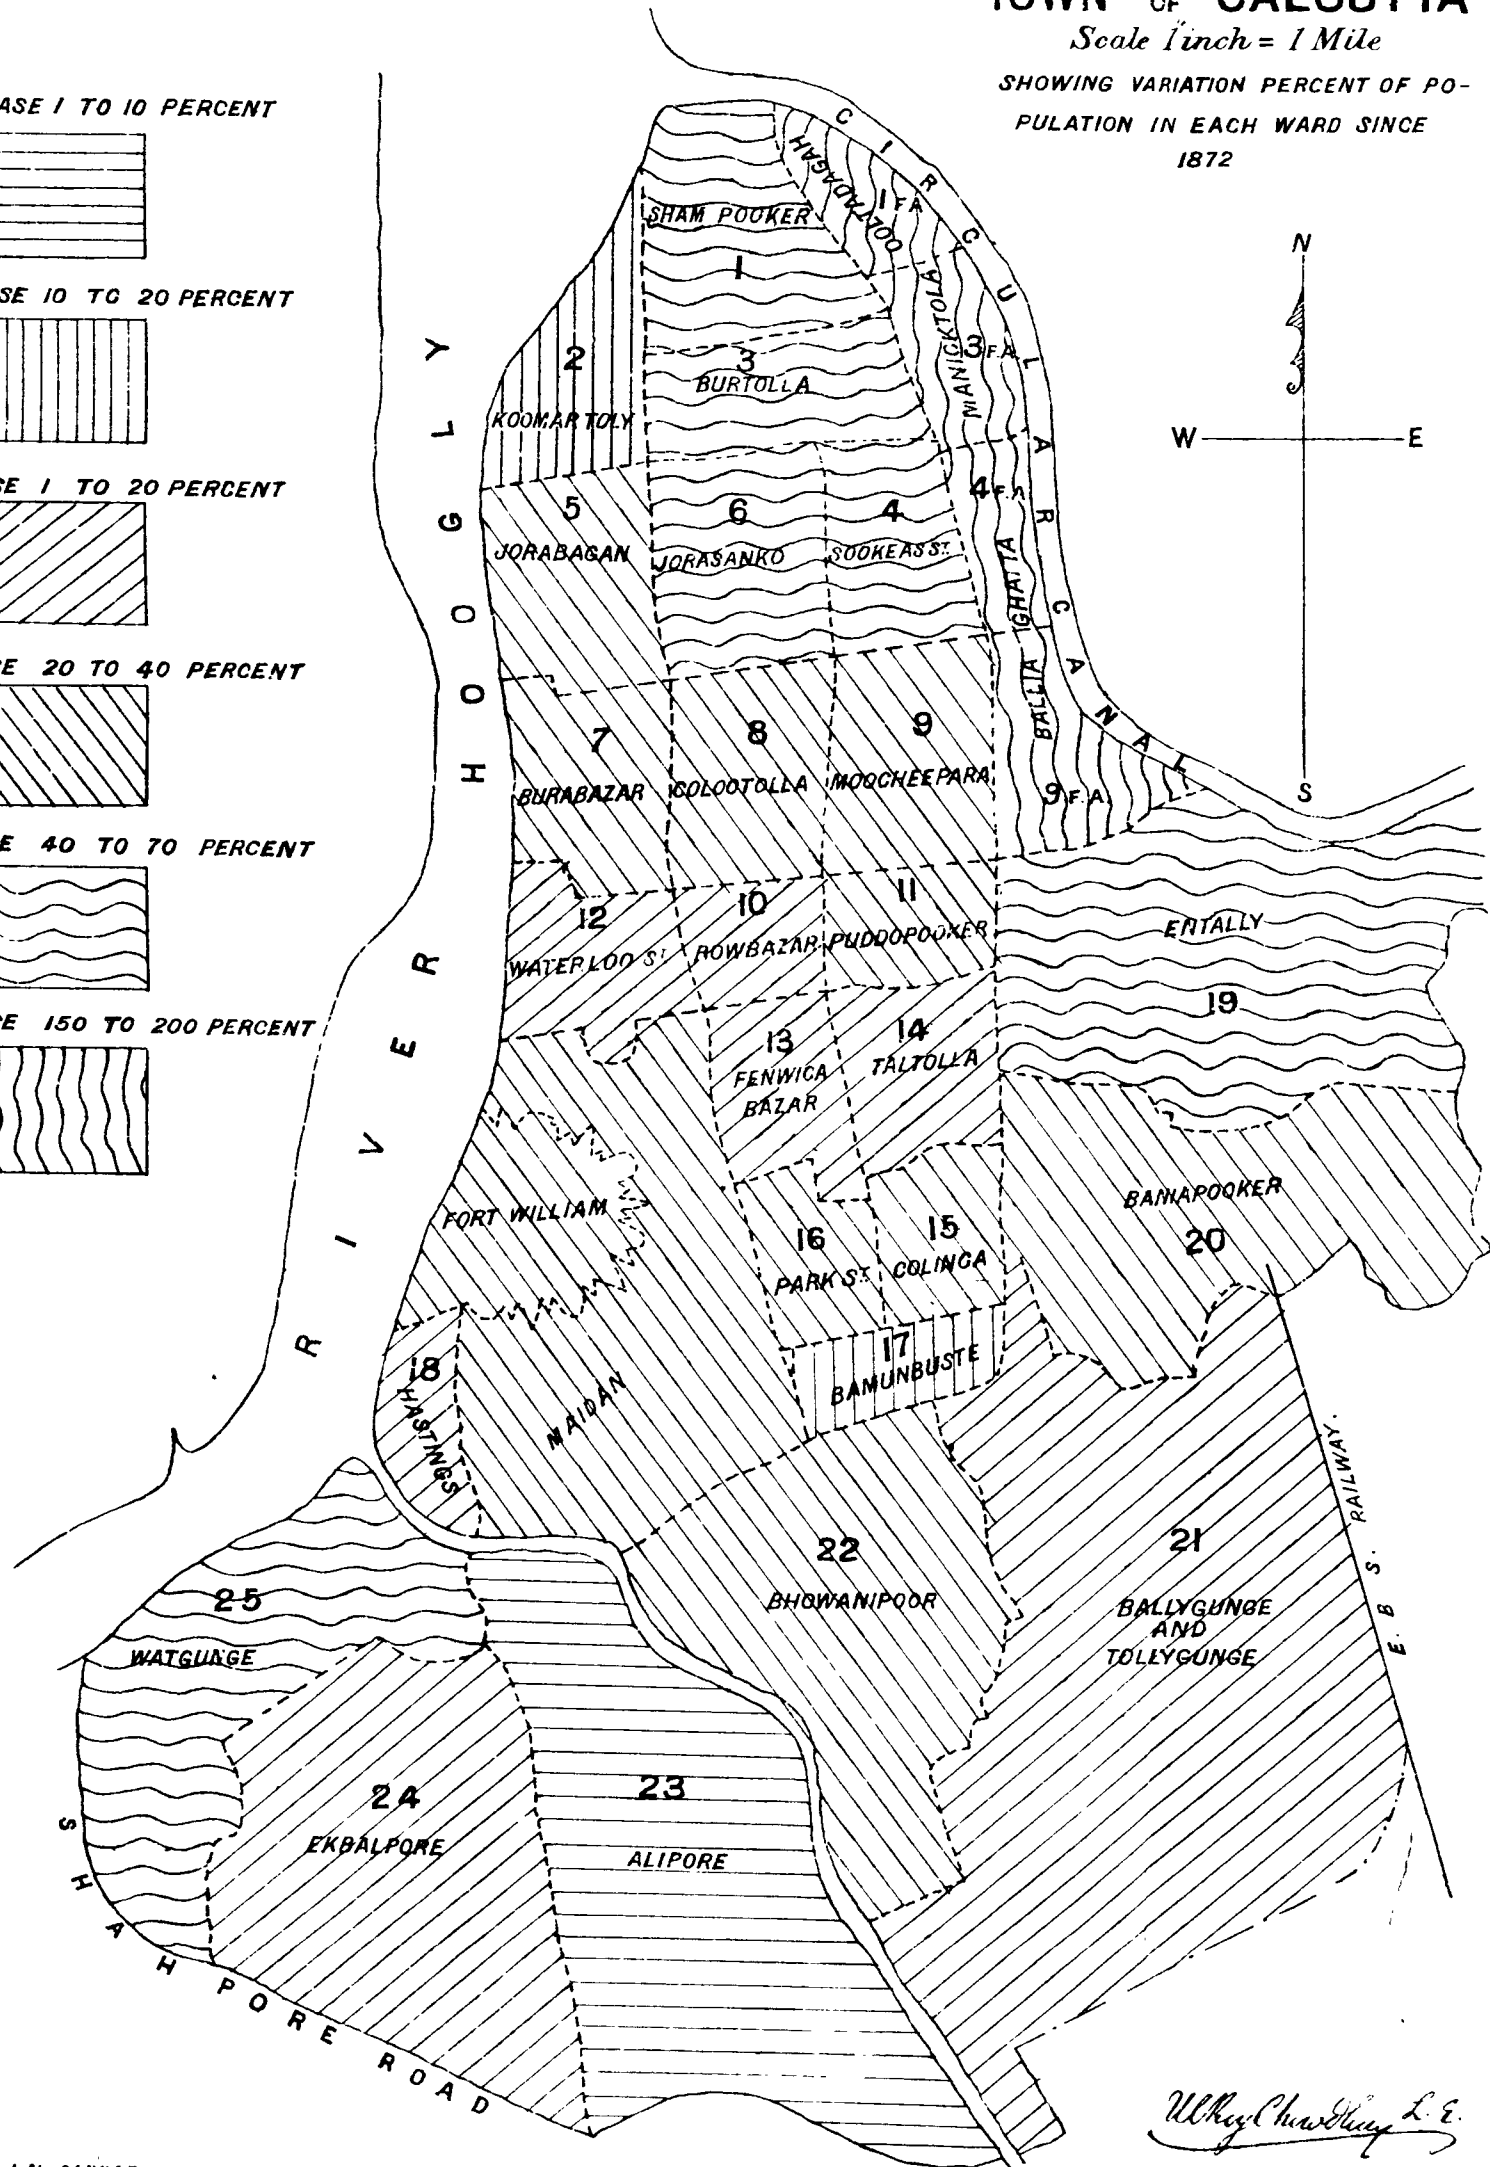 TOWN OF CALCUTTA
Scale 1 inch = 1 Mile
SHOWING VARIATION PERCENT OF PO-
PULATION IN EACH WARD SINCE
1872
ASE 1 TO 10 PERCENT
SE 10 TO 20 PERCENT
SE 1 TO 20 PERCENT
E 20 TO 40 PERCENT
E 40 TO 70 PERCENT
E 150 TO 200 PERCENT
N
W
E
S
RIVER HOOGLY
CIRCULAR CANAL
OOLTADAGAH
1 F.A
SHAM POOKER
1
2
KOOMAR TOLY
3
BURTOLLA
MANICKTOLA
3 F.A.
4 F.A
5
JORABAGAN
6
JORASANKO
4
SOOKEAS ST.
BALLIA GHATTA
7
BURABAZAR
8
COLOOTOLLA
9
MOOCHEEPARA
9 F.A.
12
WATERLOO ST.
10
BOWBAZAR
11
PUDDOPOOKER
ENTALLY
19
13
FENWICA
BAZAR
14
TALTOLLA
FORT WILLIAM
16
PARK ST.
15
COLINGA
BANIAPOOKER
20
17
BAMUNBUSTE
18
HASTINGS
MAIDAN
22
BHOWANIPOOR
21
BALLYGUNGE
AND
TOLLYGUNGE
E. B. S. RAILWAY.
25
WATGUNGE
24
EKBALPORE
23
ALIPORE
SHAHPORE ROAD